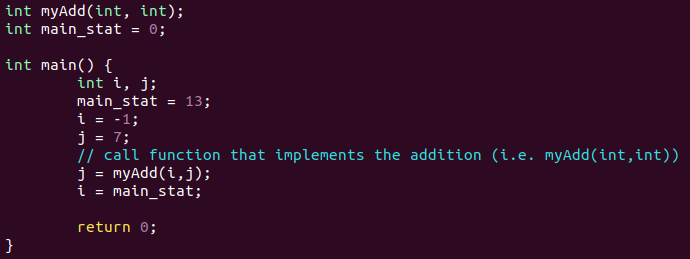 int myAdd(int, int);
int main_stat = 0;

int main() {
        int i, j;
        main_stat = 13;
        i = -1;
        j = 7;
        // call function that implements the addition (i.e. myAdd(int,int))
        j = myAdd(i,j);
        i = main_stat;

        return 0;
}